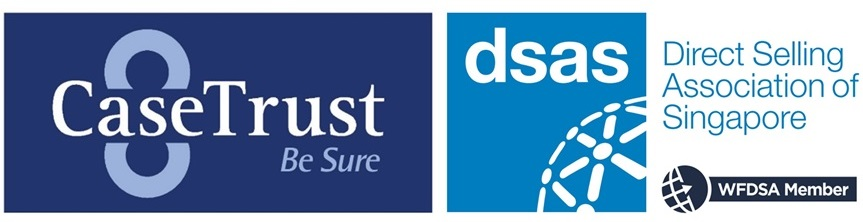 CaseTrust
Be Sure
dsas
Direct Selling
Association of
Singapore
WFDSA Member